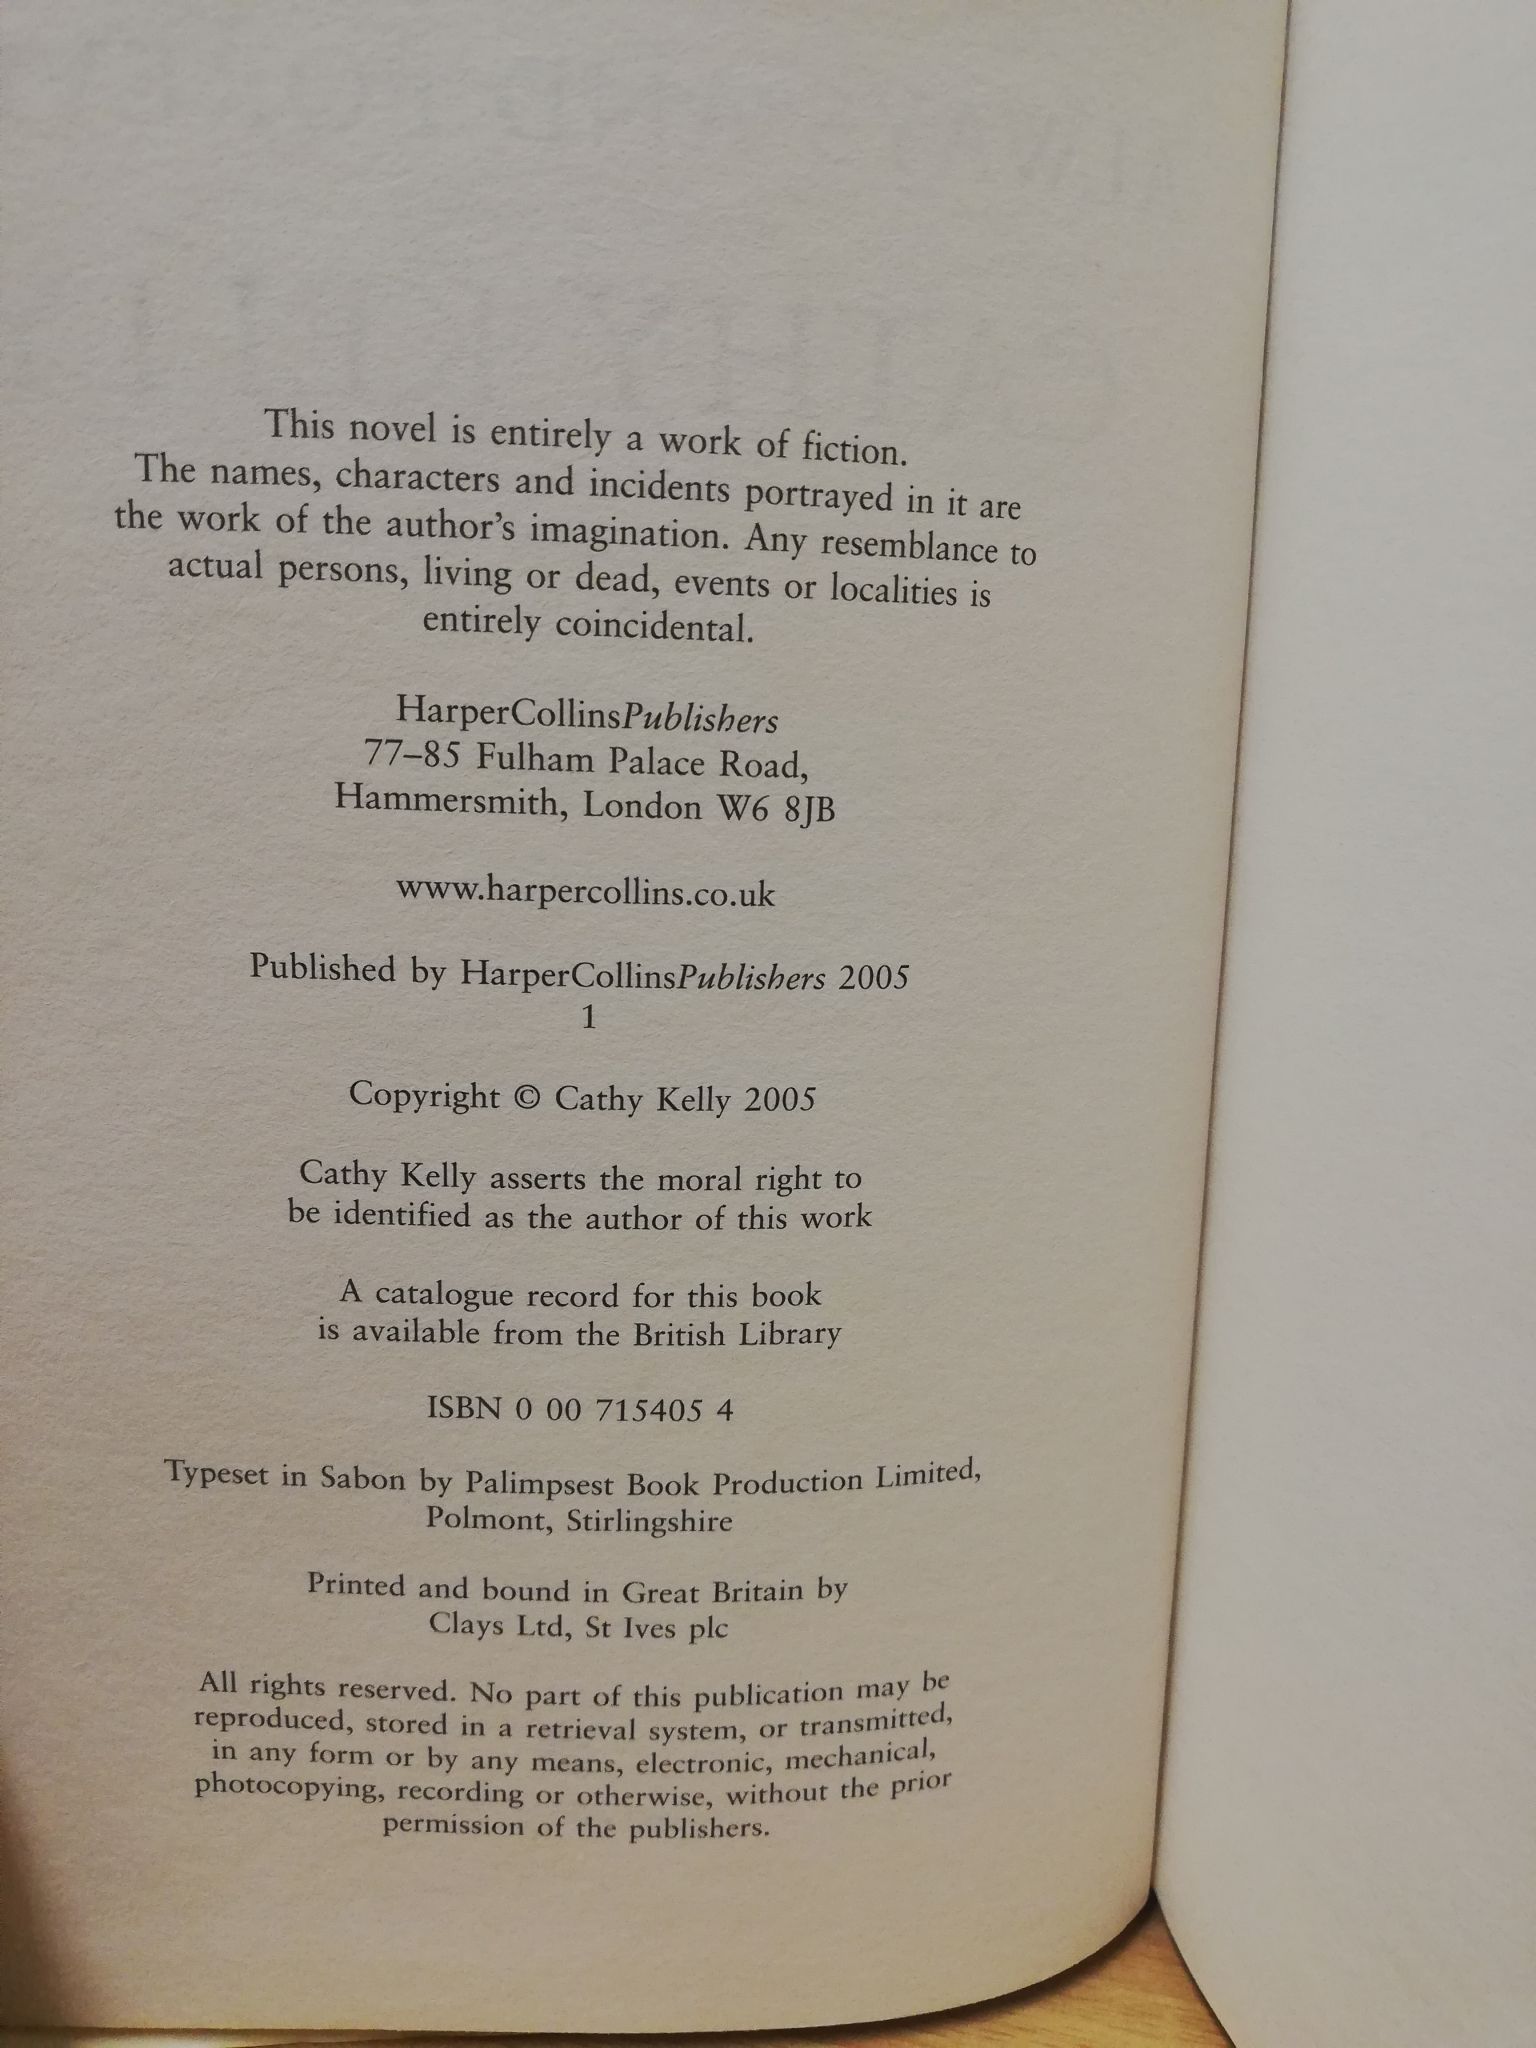 This novel is entirely a work of fiction.
The names, characters and incidents portrayed in it are
the work of the author's imagination. Any resemblance to
actual persons, living or dead, events or localities is
entirely coincidental.
HarperCollinsPublishers
77–85 Fulham Palace Road,
Hammersmith, London W6 8JB
www.harpercollins.co.uk
Published by HarperCollinsPublishers 2005
1
Copyright © Cathy Kelly 2005
Cathy Kelly asserts the moral right to
be identified as the author of this work
A catalogue record for this book
is available from the British Library
ISBN 0 00 715405 4
Typeset in Sabon by Palimpsest Book Production Limited,
Polmont, Stirlingshire
Printed and bound in Great Britain by
Clays Ltd, St Ives plc
All rights reserved. No part of this publication may be
reproduced, stored in a retrieval system, or transmitted,
in any form or by any means, electronic, mechanical,
photocopying, recording or otherwise, without the prior
permission of the publishers.